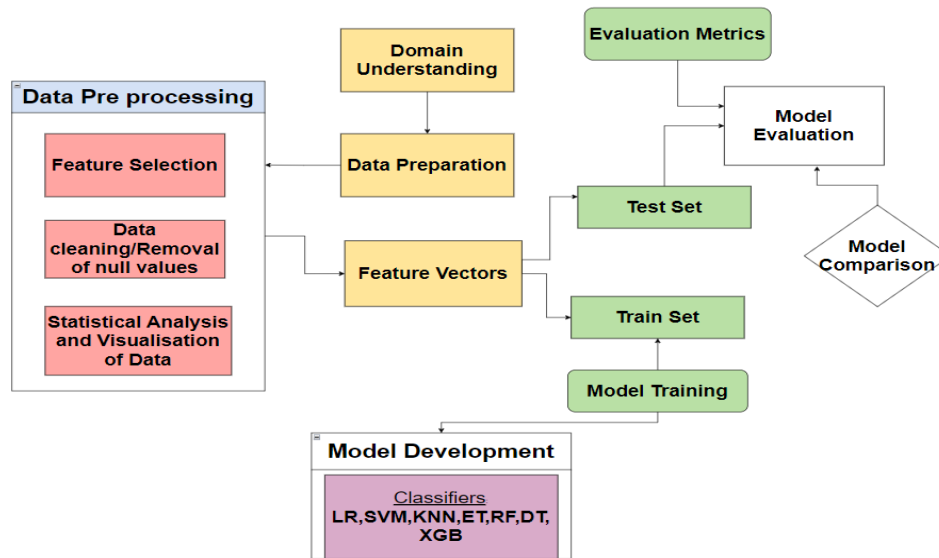 Evaluation Metrics
Domain
Understanding
Data Pre processing
Model
Evaluation
Feature Selection
Data Preparation
Test Set
Data
cleaning/Removal
of null values
Feature Vectors
Model
Comparison
Statistical Analysis
and Visualisation
of Data
Train Set
Model Training
Model Development
Classifiers
LR,SVM,KNN,ET,RF,DT,
XGB